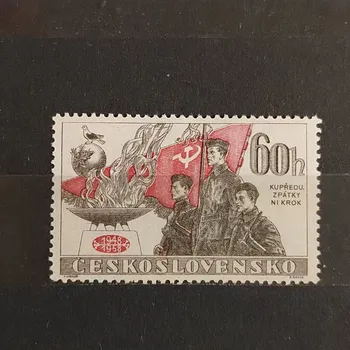 60h
KUPŘEDU,
ZPÁTKY
NI KROK
1948
1958
ČESKOSLOVENSKO